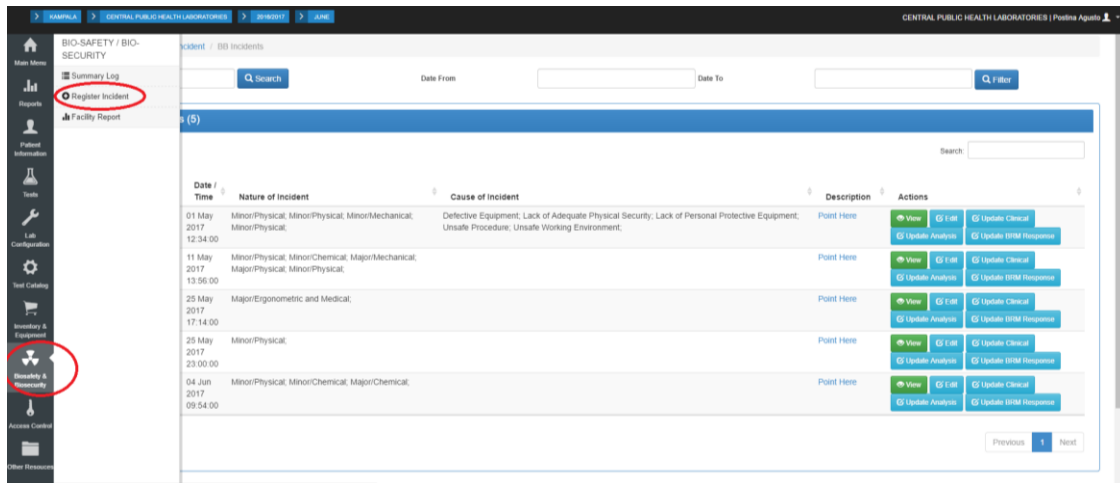 KAMPALA
CENTRAL PUBLIC HEALTH LABORATORIES
2016/2017
JUNE
CENTRAL PUBLIC HEALTH LABORATORIES | Postina Agusto
Main Menu
Reports
Patient
Information
Tests
Lab
Configuration
Test Catalog
Inventory &
Equipment
Biosafety &
Biosecurity
Access Control
Other Resouces
BIO-SAFETY / BIO-
SECURITY
Summary Log
Register Incident
Facility Report
cident / BB Incidents
Search
Date From
Date To
Filter
s (5)
Search:
Date /
Time
Nature of Incident
Cause of Incident
Description
Actions
01 May
2017
12:34:00
Minor/Physical; Minor/Physical; Minor/Mechanical;
Minor/Physical;
Defective Equipment; Lack of Adequate Physical Security; Lack of Personal Protective Equipment;
Unsafe Procedure; Unsafe Working Environment;
Point Here
View Edit Update Clinical
Update Analysis Update BRM Response
11 May
2017
13:56:00
Minor/Physical; Minor/Chemical; Major/Mechanical;
Major/Physical; Minor/Physical;
Point Here
View Edit Update Clinical
Update Analysis Update BRM Response
25 May
2017
17:14:00
Major/Ergonometric and Medical;
Point Here
View Edit Update Clinical
Update Analysis Update BRM Response
25 May
2017
23:00:00
Minor/Physical;
Point Here
View Edit Update Clinical
Update Analysis Update BRM Response
04 Jun
2017
09:54:00
Minor/Physical; Minor/Chemical; Major/Chemical;
Point Here
View Edit Update Clinical
Update Analysis Update BRM Response
Previous 1 Next